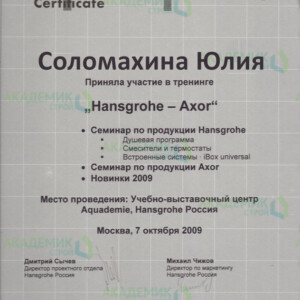 Certificate
Соломахина Юлия
Приняла участие в тренинге
„Hansgrohe – Axor“
• Семинар по продукции Hansgrohe
• Душевая программа
• Смесители и термостаты
• Встроенные системы - iBox universal
• Семинар по продукции Axor
• Новинки 2009
Место проведения: Учебно-выставочный центр
Aquademie, Hansgrohe Россия
Москва, 7 октября 2009
Дмитрий Сычев
Директор проектного отдела
Hansgrohe Россия
Михаил Чижов
Директор по маркетингу
Hansgrohe Россия
АКАДЕМИК